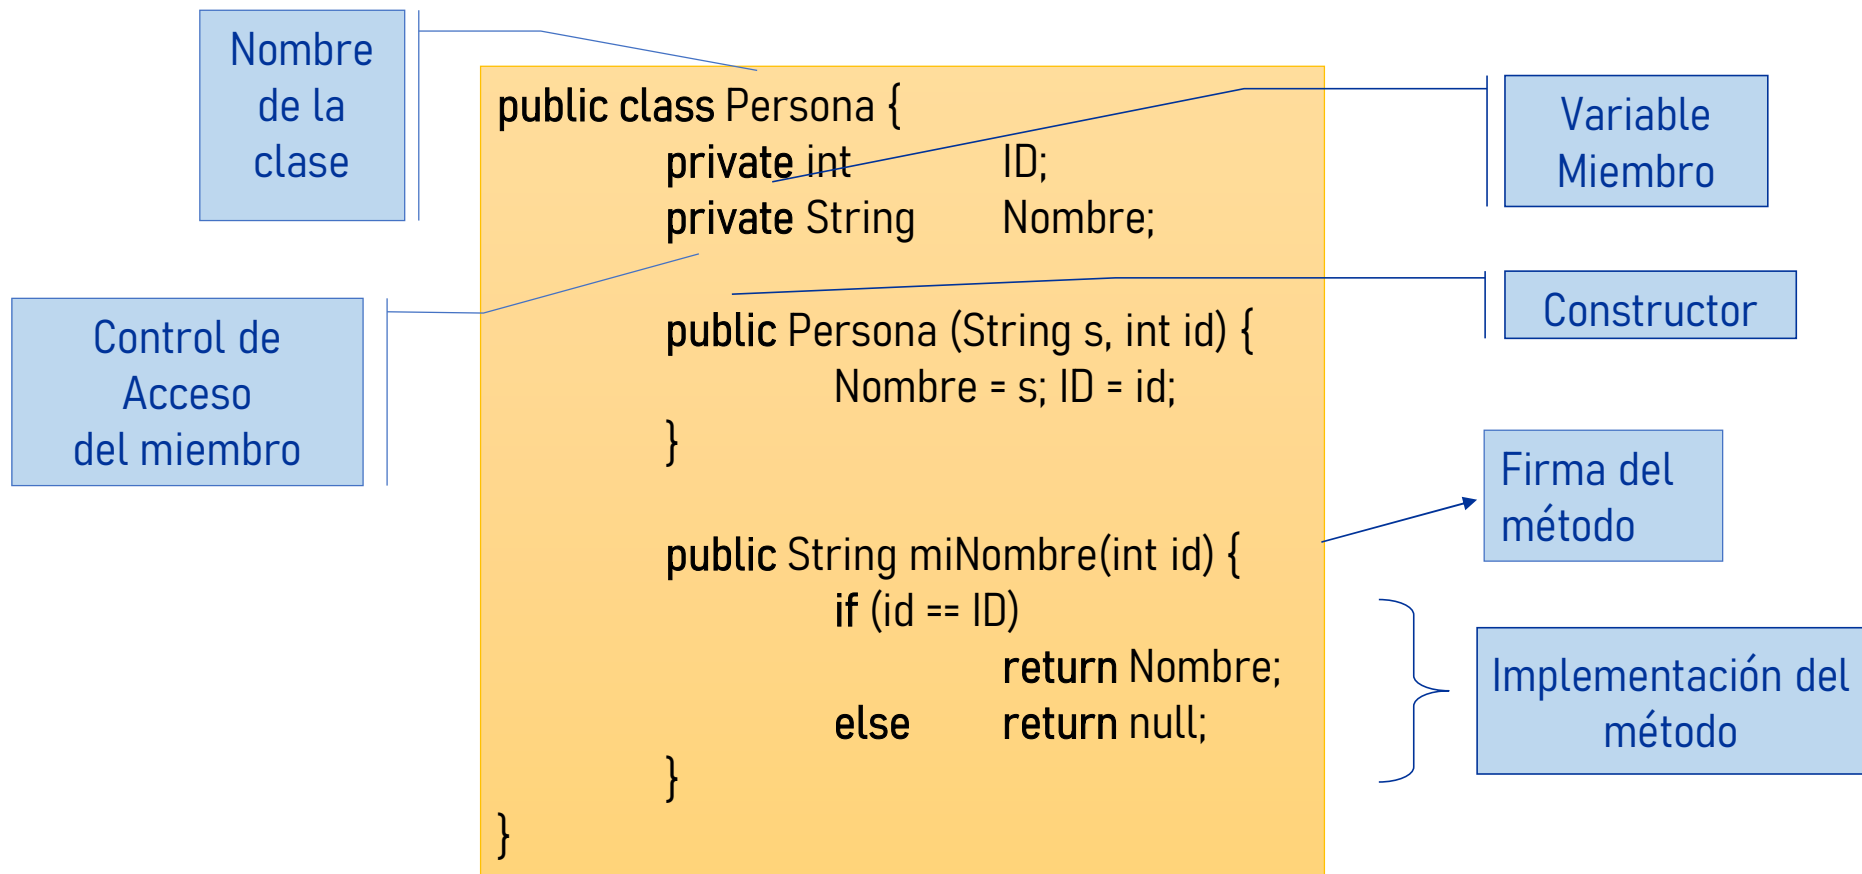 Nombre
de la
clase
Control de
Acceso
del miembro
public class Persona {
private int ID;
private String Nombre;
public Persona (String s, int id) {
Nombre = s; ID = id;
}
public String miNombre(int id) {
if (id == ID)
return Nombre;
else return null;
}
}
Variable
Miembro
Constructor
Firma del
método
Implementación del
método